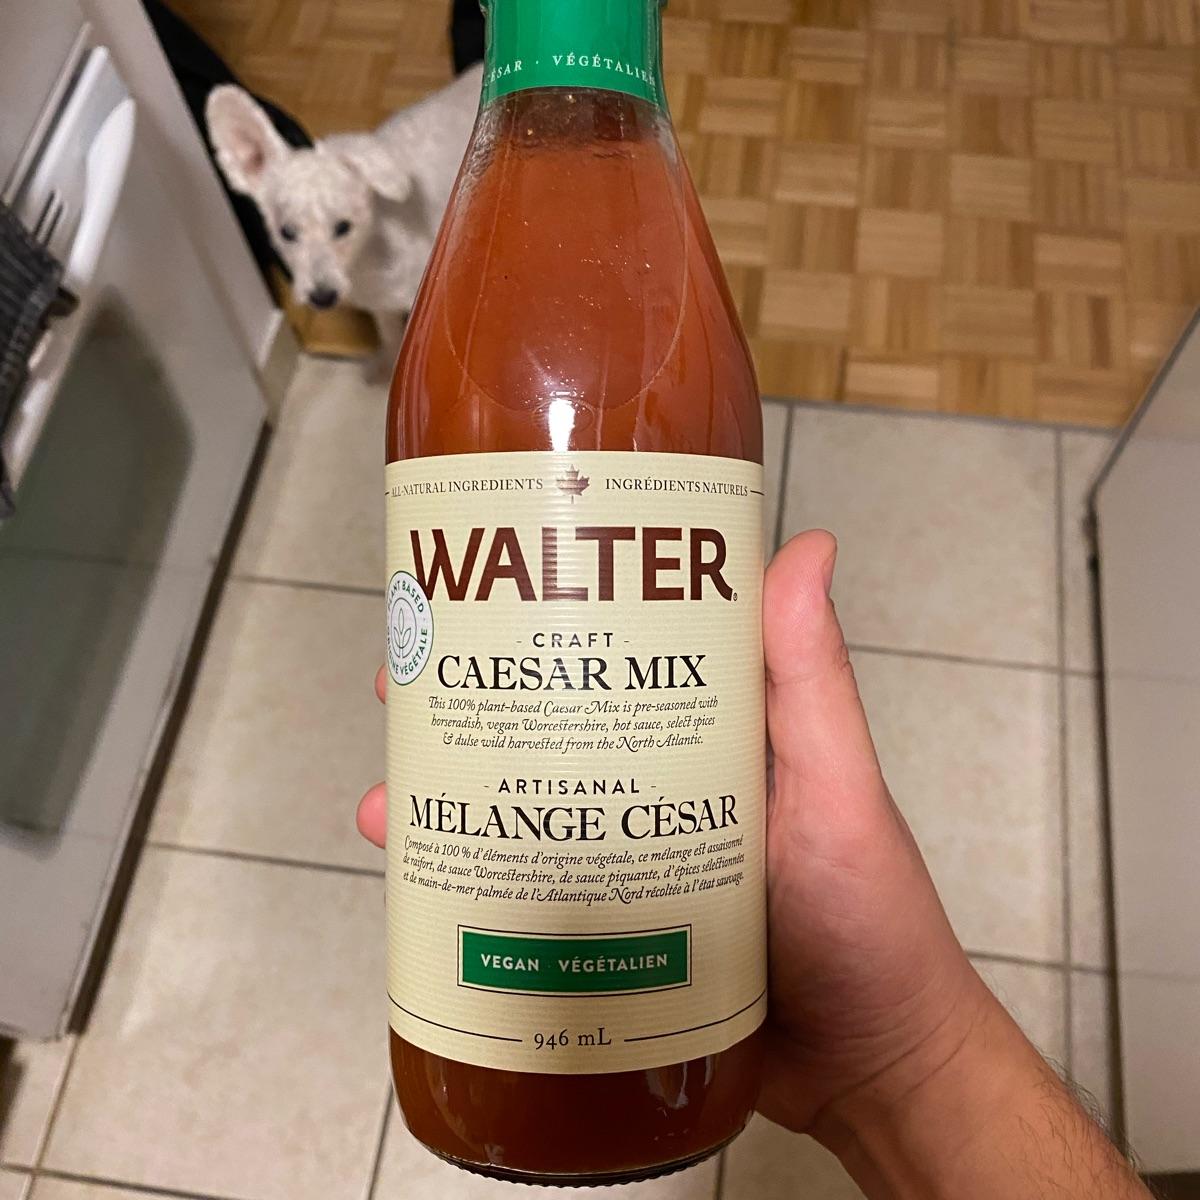 CÉSAR · VÉGÉTALIEN
ALL-NATURAL INGREDIENTS INGRÉDIENTS NATURELS
WALTER®
PLANT BASED
VÉGÉTALE
- CRAFT -
CAESAR MIX
This 100% plant-based Caesar Mix is pre-seasoned with
horseradish, vegan Worcestershire, hot sauce, select spices
& dulse wild harvested from the North Atlantic.
- ARTISANAL -
MÉLANGE CÉSAR
Composé à 100 % d'éléments d'origine végétale, ce mélange est assaisonné
de raifort, de sauce Worcestershire, de sauce piquante, d'épices sélectionnées
et de main-de-mer palmée de l'Atlantique Nord récoltée à l'état sauvage.
VEGAN · VÉGÉTALIEN
946 mL